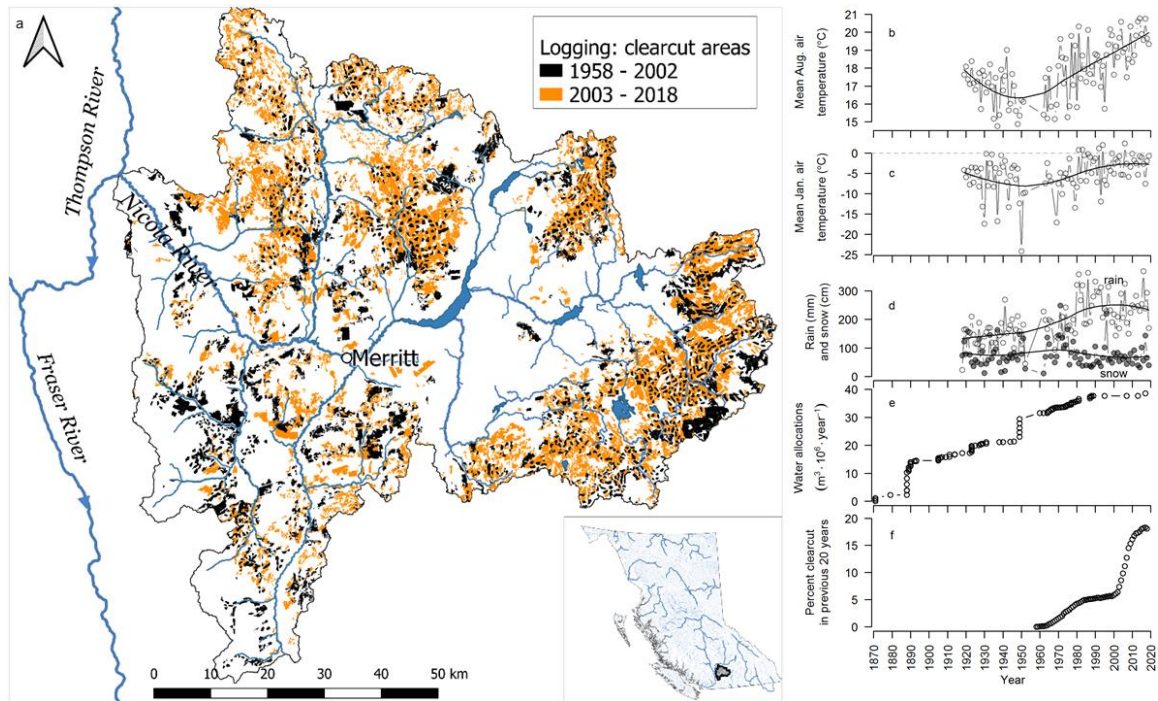 a
Logging: clearcut areas
1958 - 2002
2003 - 2018
Thompson River
Nicola River
Fraser River
Merritt
0 10 20 30 40 50 km
b
Mean Aug. air
temperature (°C)
21
20
19
18
17
16
15
c
Mean Jan. air
temperature (°C)
0
-5
-10
-15
-20
-25
d
Rain (mm)
and snow (cm)
300
200
100
0
rain
snow
e
Water allocations
(m³ · 10⁶ · year⁻¹)
40
30
20
10
0
f
Percent clearcut
in previous 20 years
20
15
10
5
0
1870 1880 1890 1900 1910 1920 1930 1940 1950 1960 1970 1980 1990 2000 2010 2020
Year